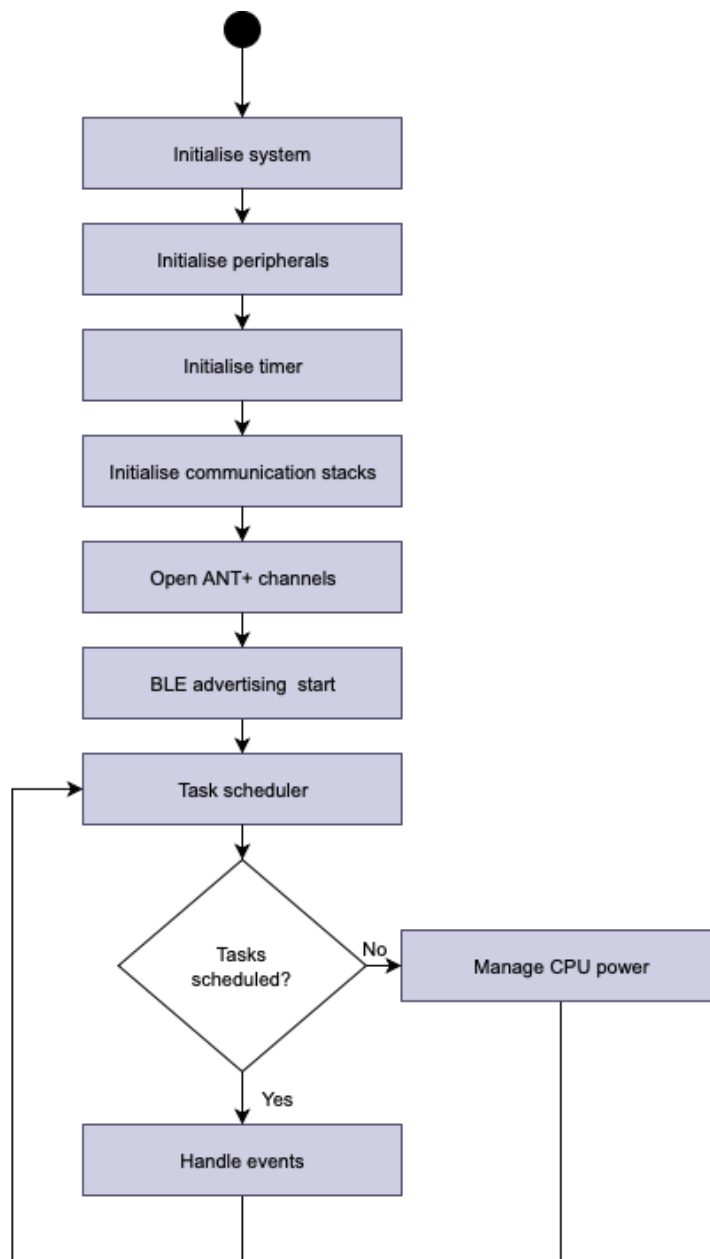 Initialise system
Initialise peripherals
Initialise timer
Initialise communication stacks
Open ANT+ channels
BLE advertising  start
Task scheduler
Tasks
scheduled?
No
Manage CPU power
Yes
Handle events